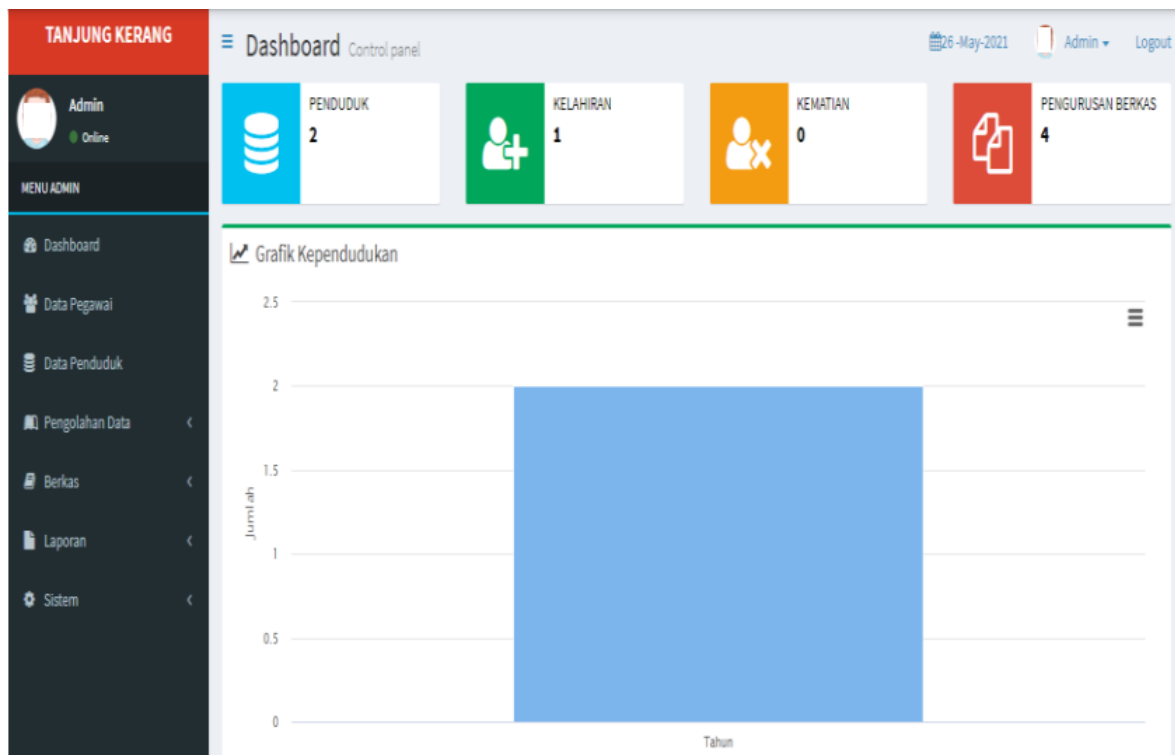 TANJUNG KERANG
Dashboard Control panel
26 -May-2021
Admin
Logout
Admin
Online
MENU ADMIN
Dashboard
Data Pegawai
Data Penduduk
Pengolahan Data
Berkas
Laporan
Sistem
PENDUDUK
2
KELAHIRAN
1
KEMATIAN
0
PENGURUSAN BERKAS
4
Grafik Kependudukan
2.5
2
1.5
1
0.5
0
Jumlah
Tahun